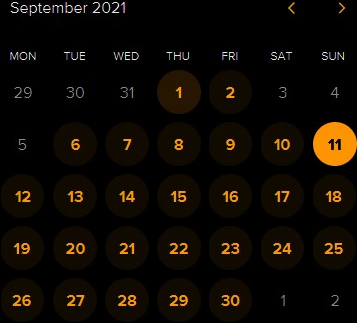 September 2021
MON TUE WED THU FRI SAT SUN
29 30 31 1 2 3 4
5 6 7 8 9 10 11
12 13 14 15 16 17 18
19 20 21 22 23 24 25
26 27 28 29 30 1 2